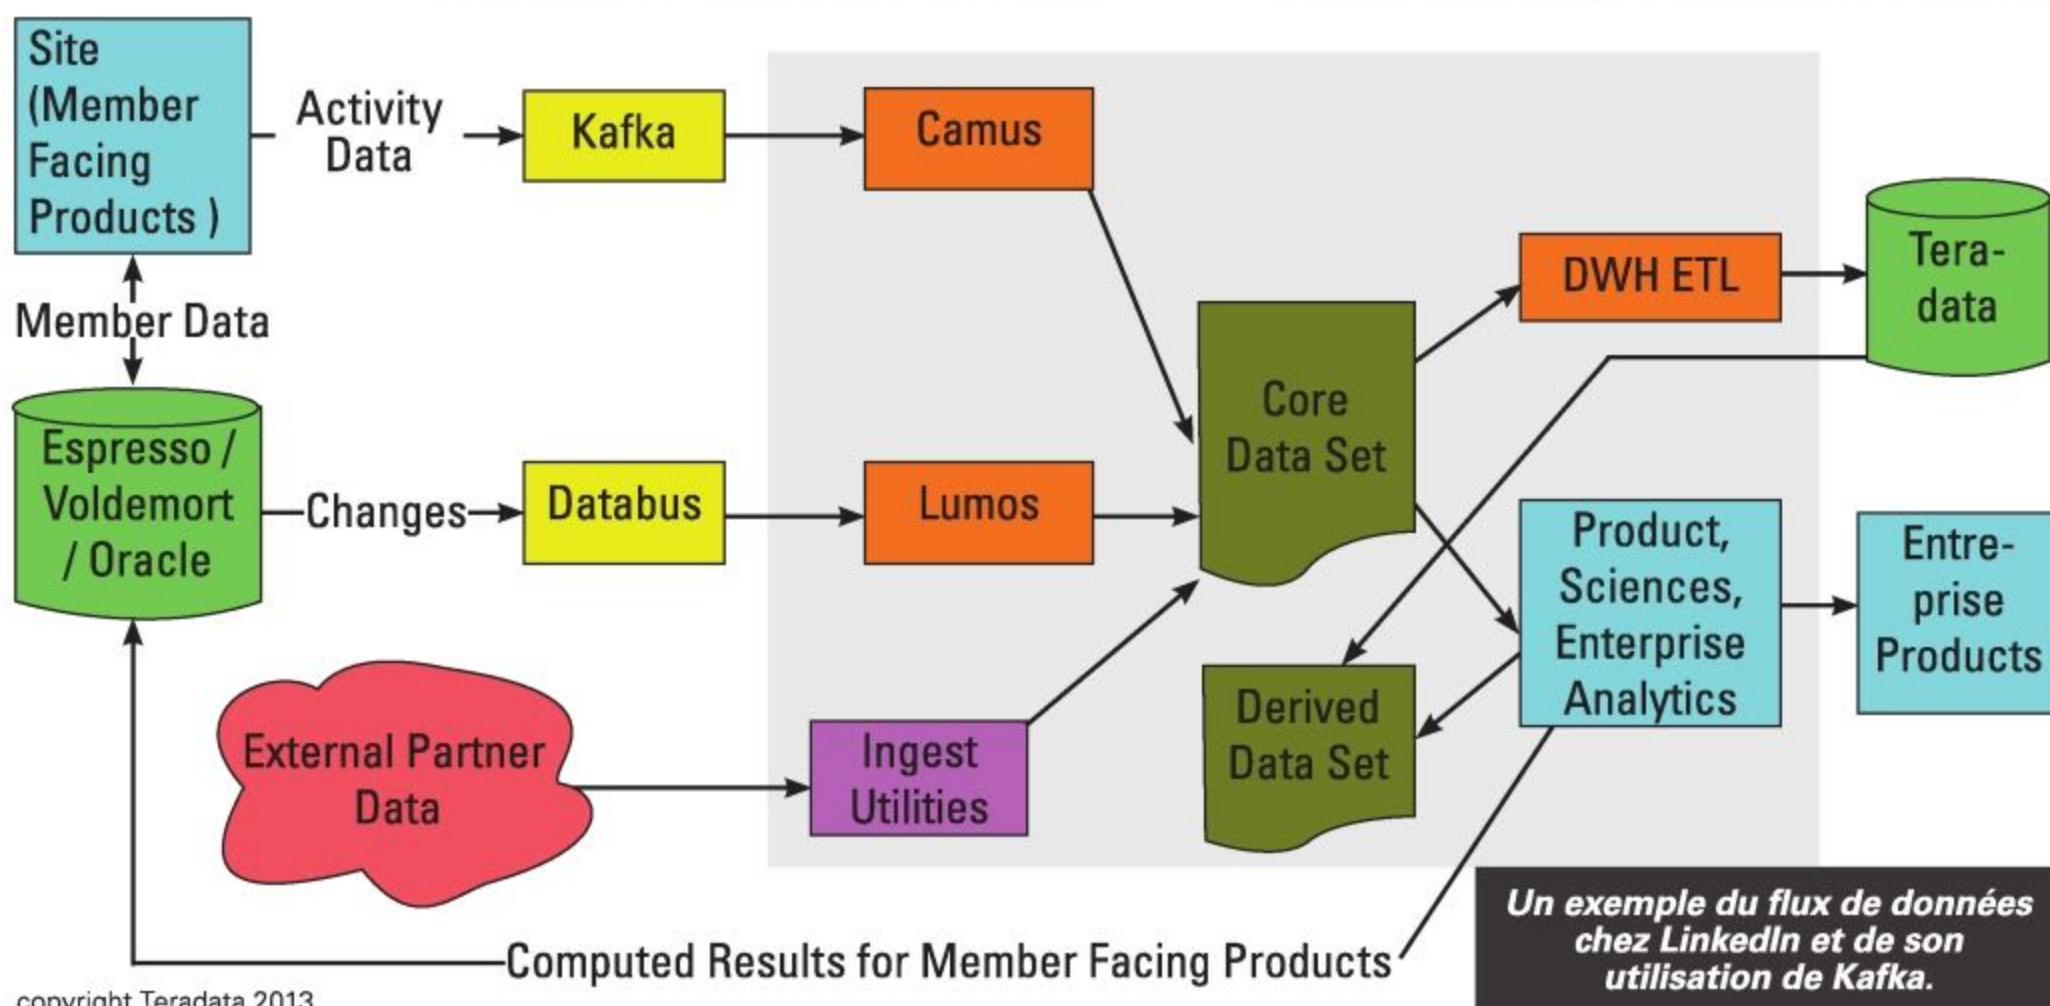 Site
(Member
Facing
Products )
Activity
Data
Kafka
Camus
Member Data
Espresso /
Voldemort
/ Oracle
Changes
Databus
Lumos
External Partner
Data
Ingest
Utilities
Core
Data Set
Derived
Data Set
DWH ETL
Tera-
data
Product,
Sciences,
Enterprise
Analytics
Entre-
prise
Products
Computed Results for Member Facing Products
Un exemple du flux de données
chez LinkedIn et de son
utilisation de Kafka.
copyright Teradata 2013